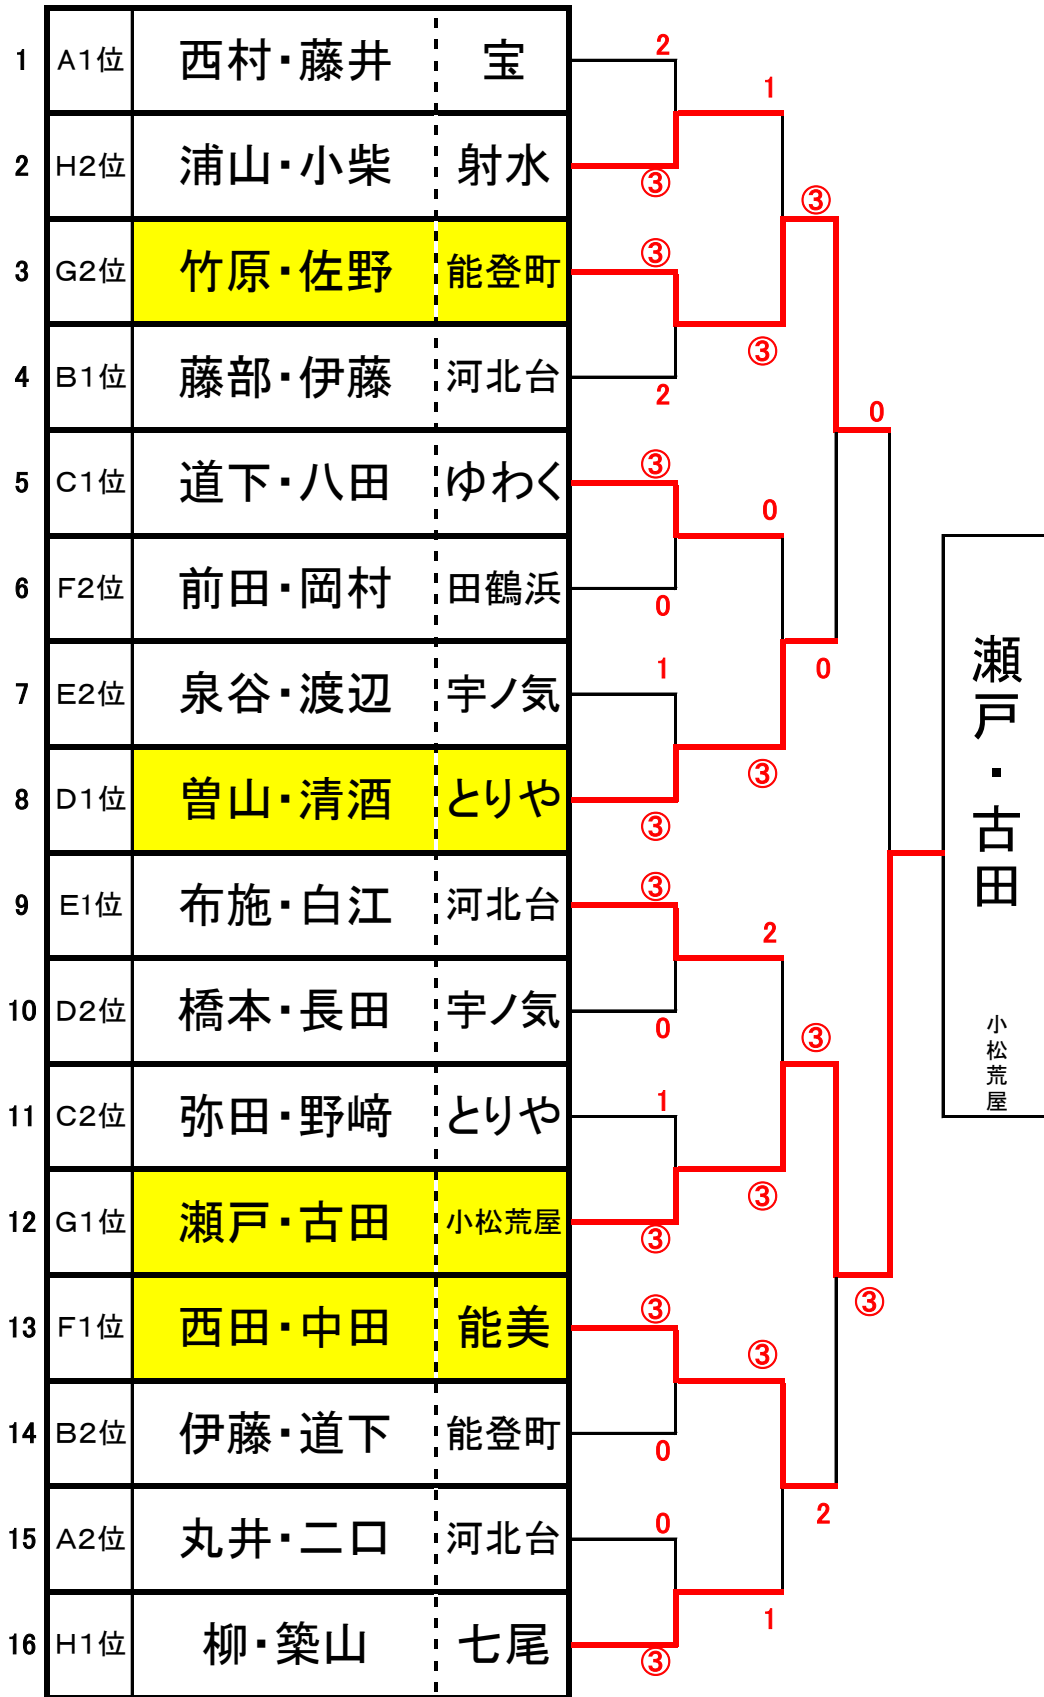 1 A1位 西村・藤井 宝 2
1
2 H2位 浦山・小柴 射水 ③
③
3 G2位 竹原・佐野 能登町 ③
③
4 B1位 藤部・伊藤 河北台 2
0
5 C1位 道下・八田 ゆわく ③
0
6 F2位 前田・岡村 田鶴浜 0
7 E2位 泉谷・渡辺 宇ノ気 1
0
8 D1位 曽山・清酒 とりや ③
③
9 E1位 布施・白江 河北台 ③
2
10 D2位 橋本・長田 宇ノ気 0
③
11 C2位 弥田・野﨑 とりや 1
③
12 G1位 瀬戸・古田 小松荒屋 ③
③
13 F1位 西田・中田 能美 ③
③
14 B2位 伊藤・道下 能登町 0
2
15 A2位 丸井・二口 河北台 0
1
16 H1位 柳・築山 七尾 ③
瀬戸・古田
小松荒屋